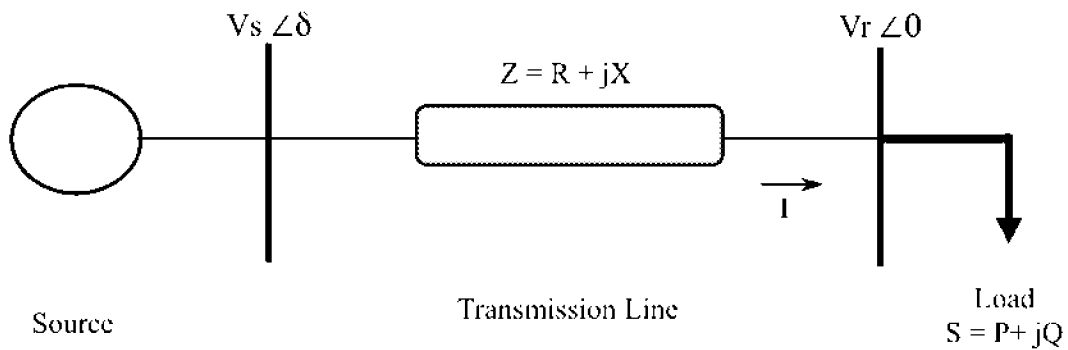 Vs ∠δ
Vr ∠0
Z = R + jX
I
Source
Transmission Line
Load
S = P+ jQ